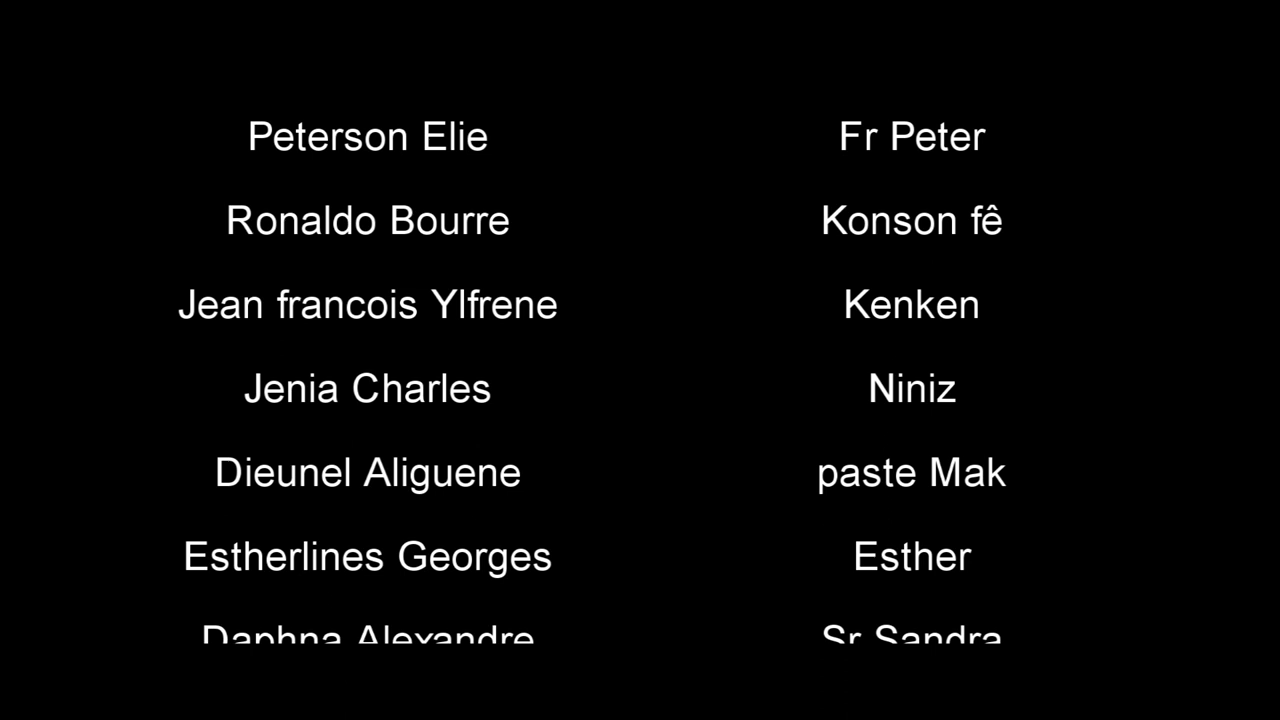 Peterson Elie Fr Peter
Ronaldo Bourre Konson fê
Jean francois Ylfrene Kenken
Jenia Charles Niniz
Dieunel Aliguene paste Mak
Estherlines Georges Esther
Daphna Alexandre Sr Sandra